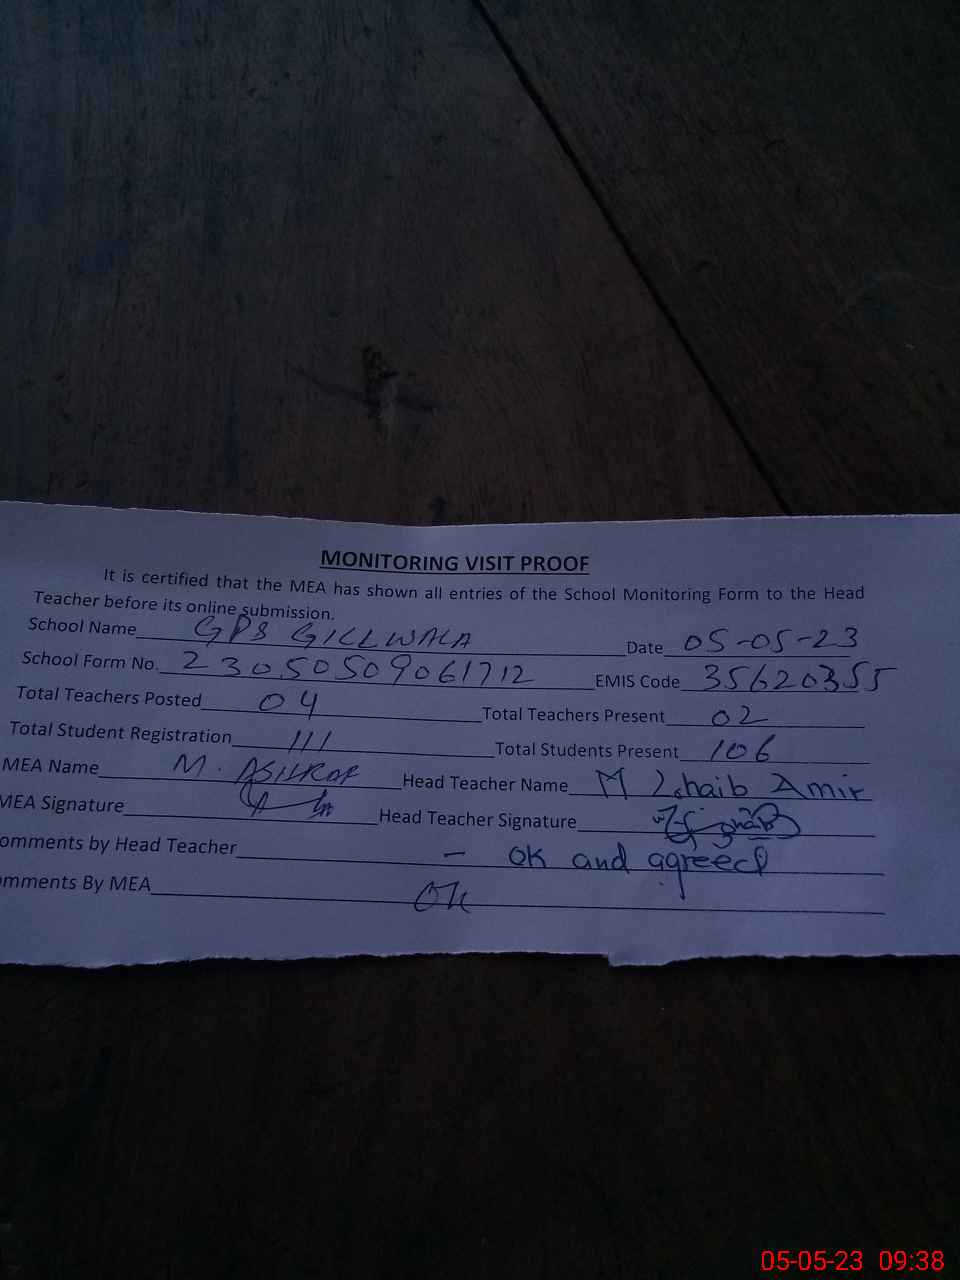 MONITORING VISIT PROOF
It is certified that the MEA has shown all entries of the School Monitoring Form to the Head
Teacher before its online submission.
School Name GPS GILLWALA Date 05-05-23
School Form No. 23050509061712 EMIS Code 35620355
Total Teachers Posted 04 Total Teachers Present 02
Total Student Registration 111 Total Students Present 106
MEA Name M. ASHRAF Head Teacher Name M Amir
MEA Signature Head Teacher Signature
omments by Head Teacher - OK and agreed
omments By MEA OK
05-05-23 09:38